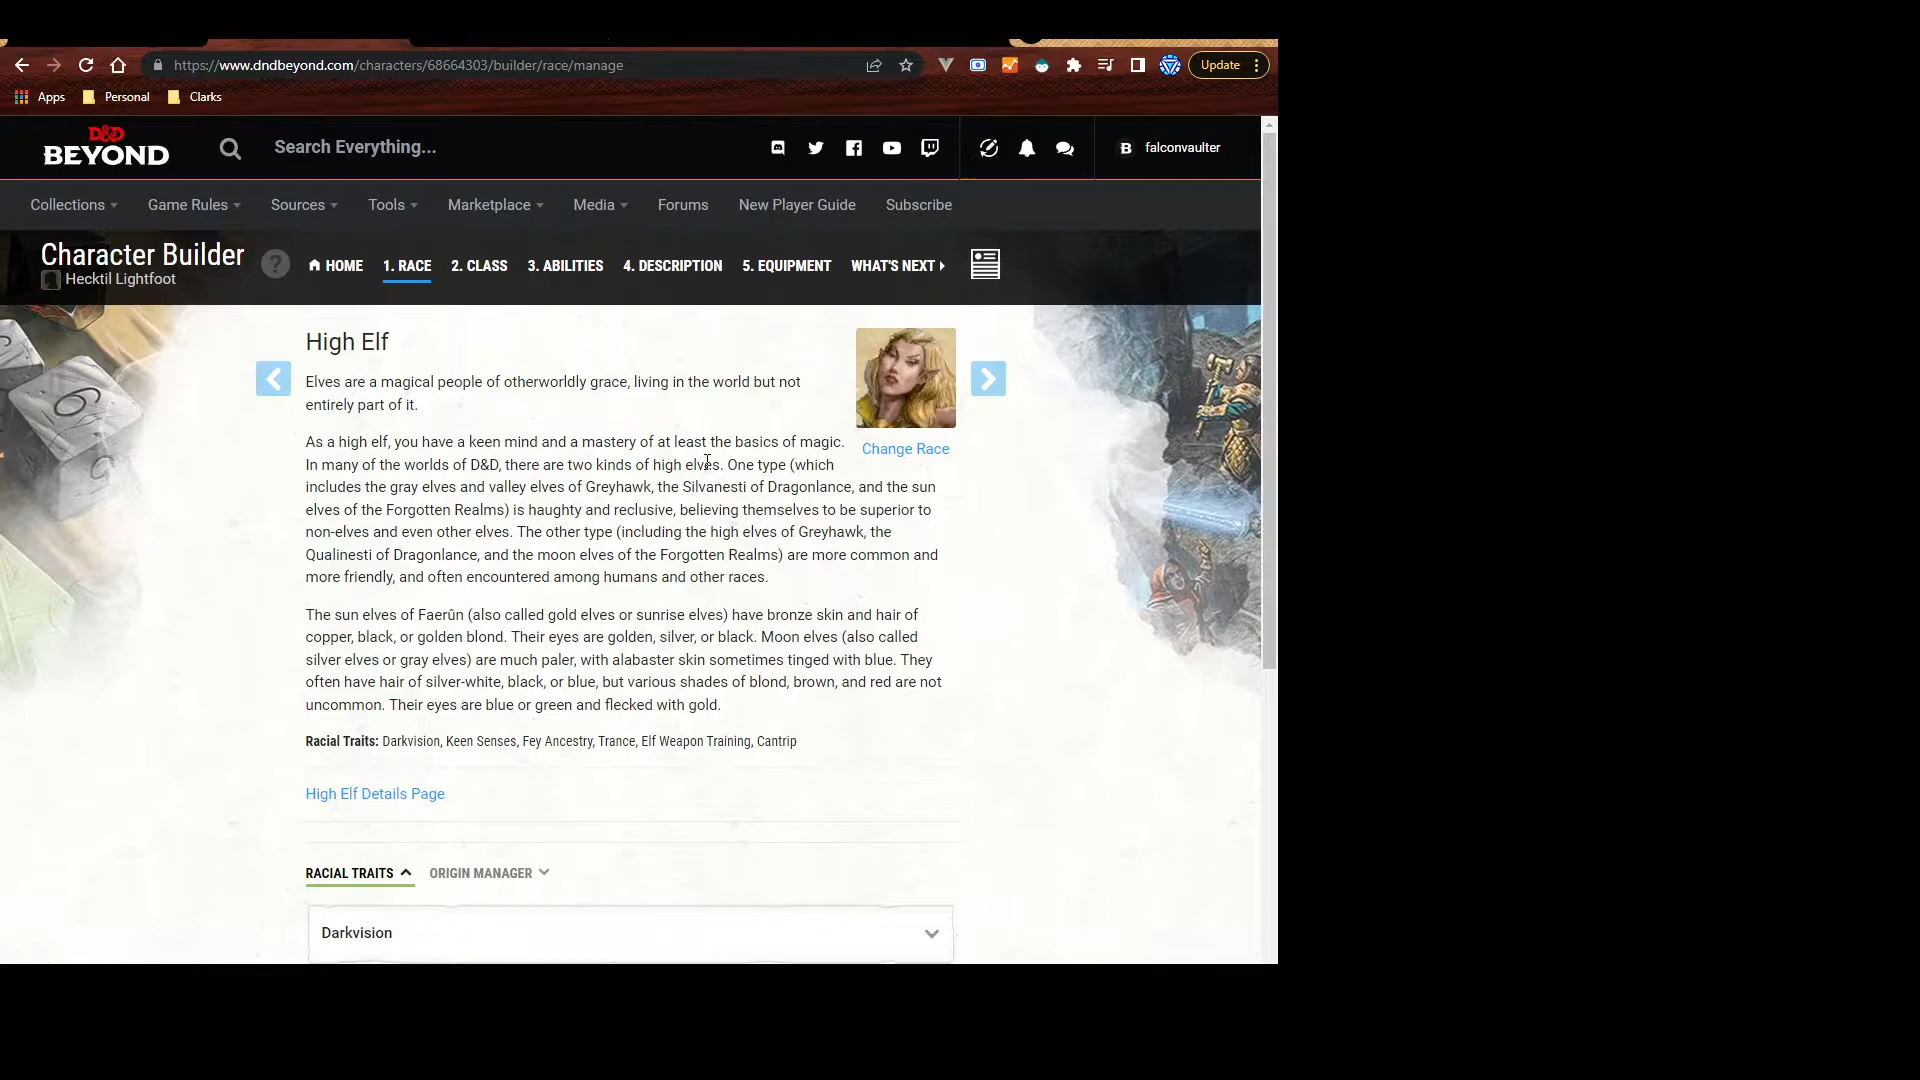 https://www.dndbeyond.com/characters/68664303/builder/race/manage
Update
Apps
Personal
Clarks
D&D
BEYOND
Search Everything...
B falconvaulter
Collections
Game Rules
Sources
Tools
Marketplace
Media
Forums
New Player Guide
Subscribe
Character Builder
Hecktil Lightfoot
?
HOME
1. RACE
2. CLASS
3. ABILITIES
4. DESCRIPTION
5. EQUIPMENT
WHAT'S NEXT
High Elf
Elves are a magical people of otherworldly grace, living in the world but not
entirely part of it.
Change Race
As a high elf, you have a keen mind and a mastery of at least the basics of magic.
In many of the worlds of D&D, there are two kinds of high elves. One type (which
includes the gray elves and valley elves of Greyhawk, the Silvanesti of Dragonlance, and the sun
elves of the Forgotten Realms) is haughty and reclusive, believing themselves to be superior to
non-elves and even other elves. The other type (including the high elves of Greyhawk, the
Qualinesti of Dragonlance, and the moon elves of the Forgotten Realms) are more common and
more friendly, and often encountered among humans and other races.
The sun elves of Faerûn (also called gold elves or sunrise elves) have bronze skin and hair of
copper, black, or golden blond. Their eyes are golden, silver, or black. Moon elves (also called
silver elves or gray elves) are much paler, with alabaster skin sometimes tinged with blue. They
often have hair of silver-white, black, or blue, but various shades of blond, brown, and red are not
uncommon. Their eyes are blue or green and flecked with gold.
Racial Traits: Darkvision, Keen Senses, Fey Ancestry, Trance, Elf Weapon Training, Cantrip
High Elf Details Page
RACIAL TRAITS
ORIGIN MANAGER
Darkvision